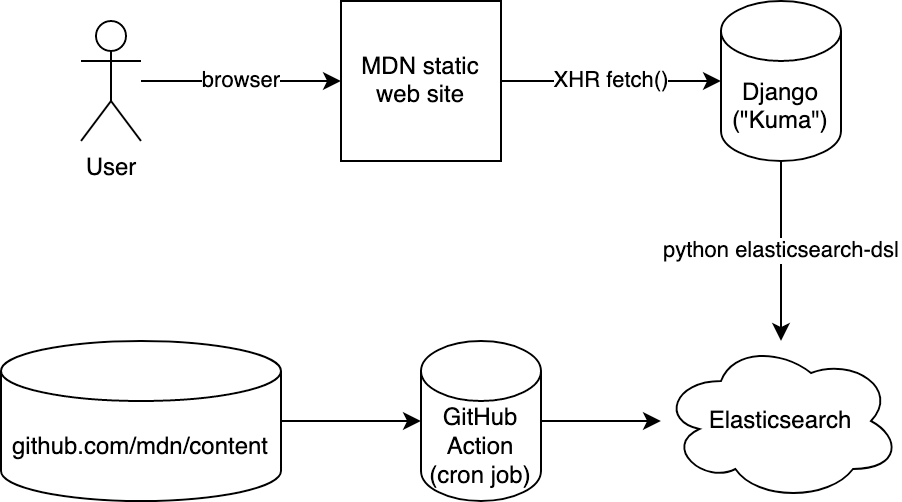 User
browser
MDN static
web site
XHR fetch()
Django
("Kuma")
python elasticsearch-dsl
github.com/mdn/content
GitHub
Action
(cron job)
Elasticsearch